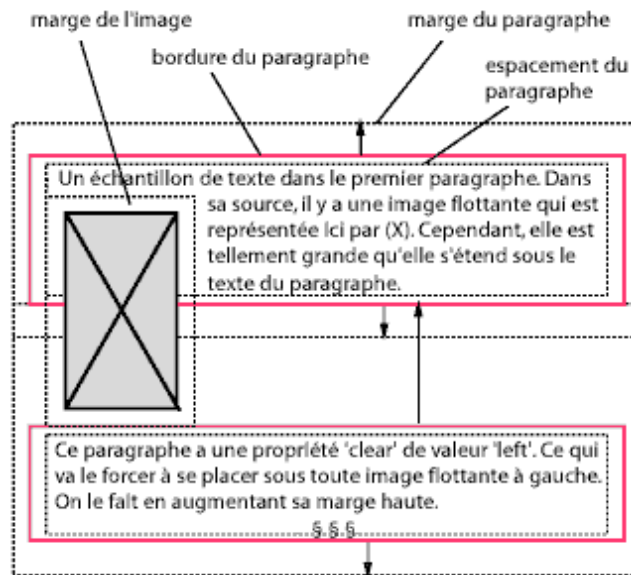 marge de l'image
marge du paragraphe
bordure du paragraphe
espacement du
paragraphe
Un échantillon de texte dans le premier paragraphe. Dans
sa source, il y a une image flottante qui est
représentée ici par (X). Cependant, elle est
tellement grande qu'elle s'étend sous le
texte du paragraphe.
Ce paragraphe a une propriété 'clear' de valeur 'left'. Ce qui
va le forcer à se placer sous toute image flottante à gauche.
On le fait en augmentant sa marge haute.
§.§.§